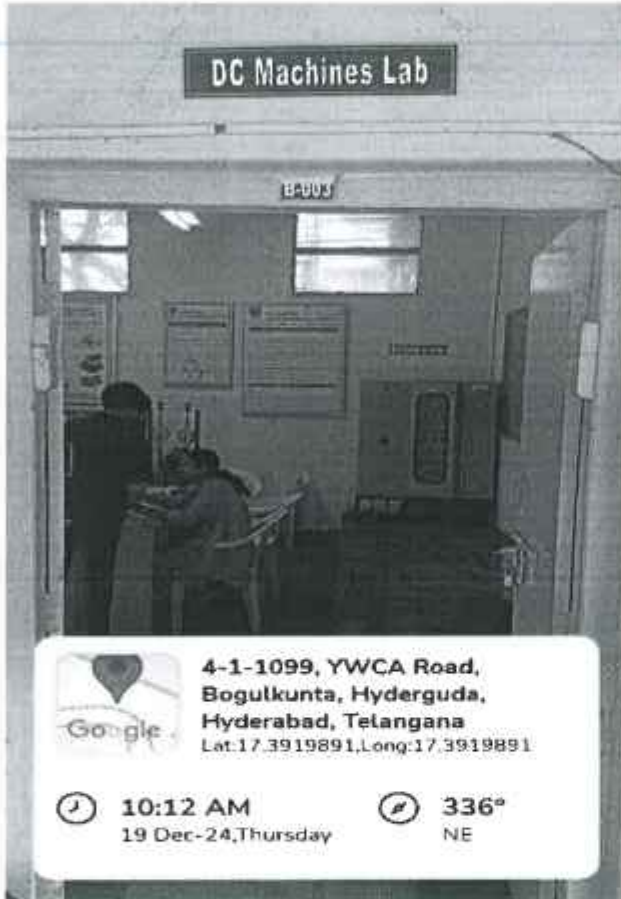 DC Machines Lab
B-003
4-1-1099, YWCA Road,
Bogulkunta, Hyderguda,
Hyderabad, Telangana
Lat:17.3919891,Long:17.3919891
Google
10:12 AM
19 Dec-24,Thursday
336°
NE